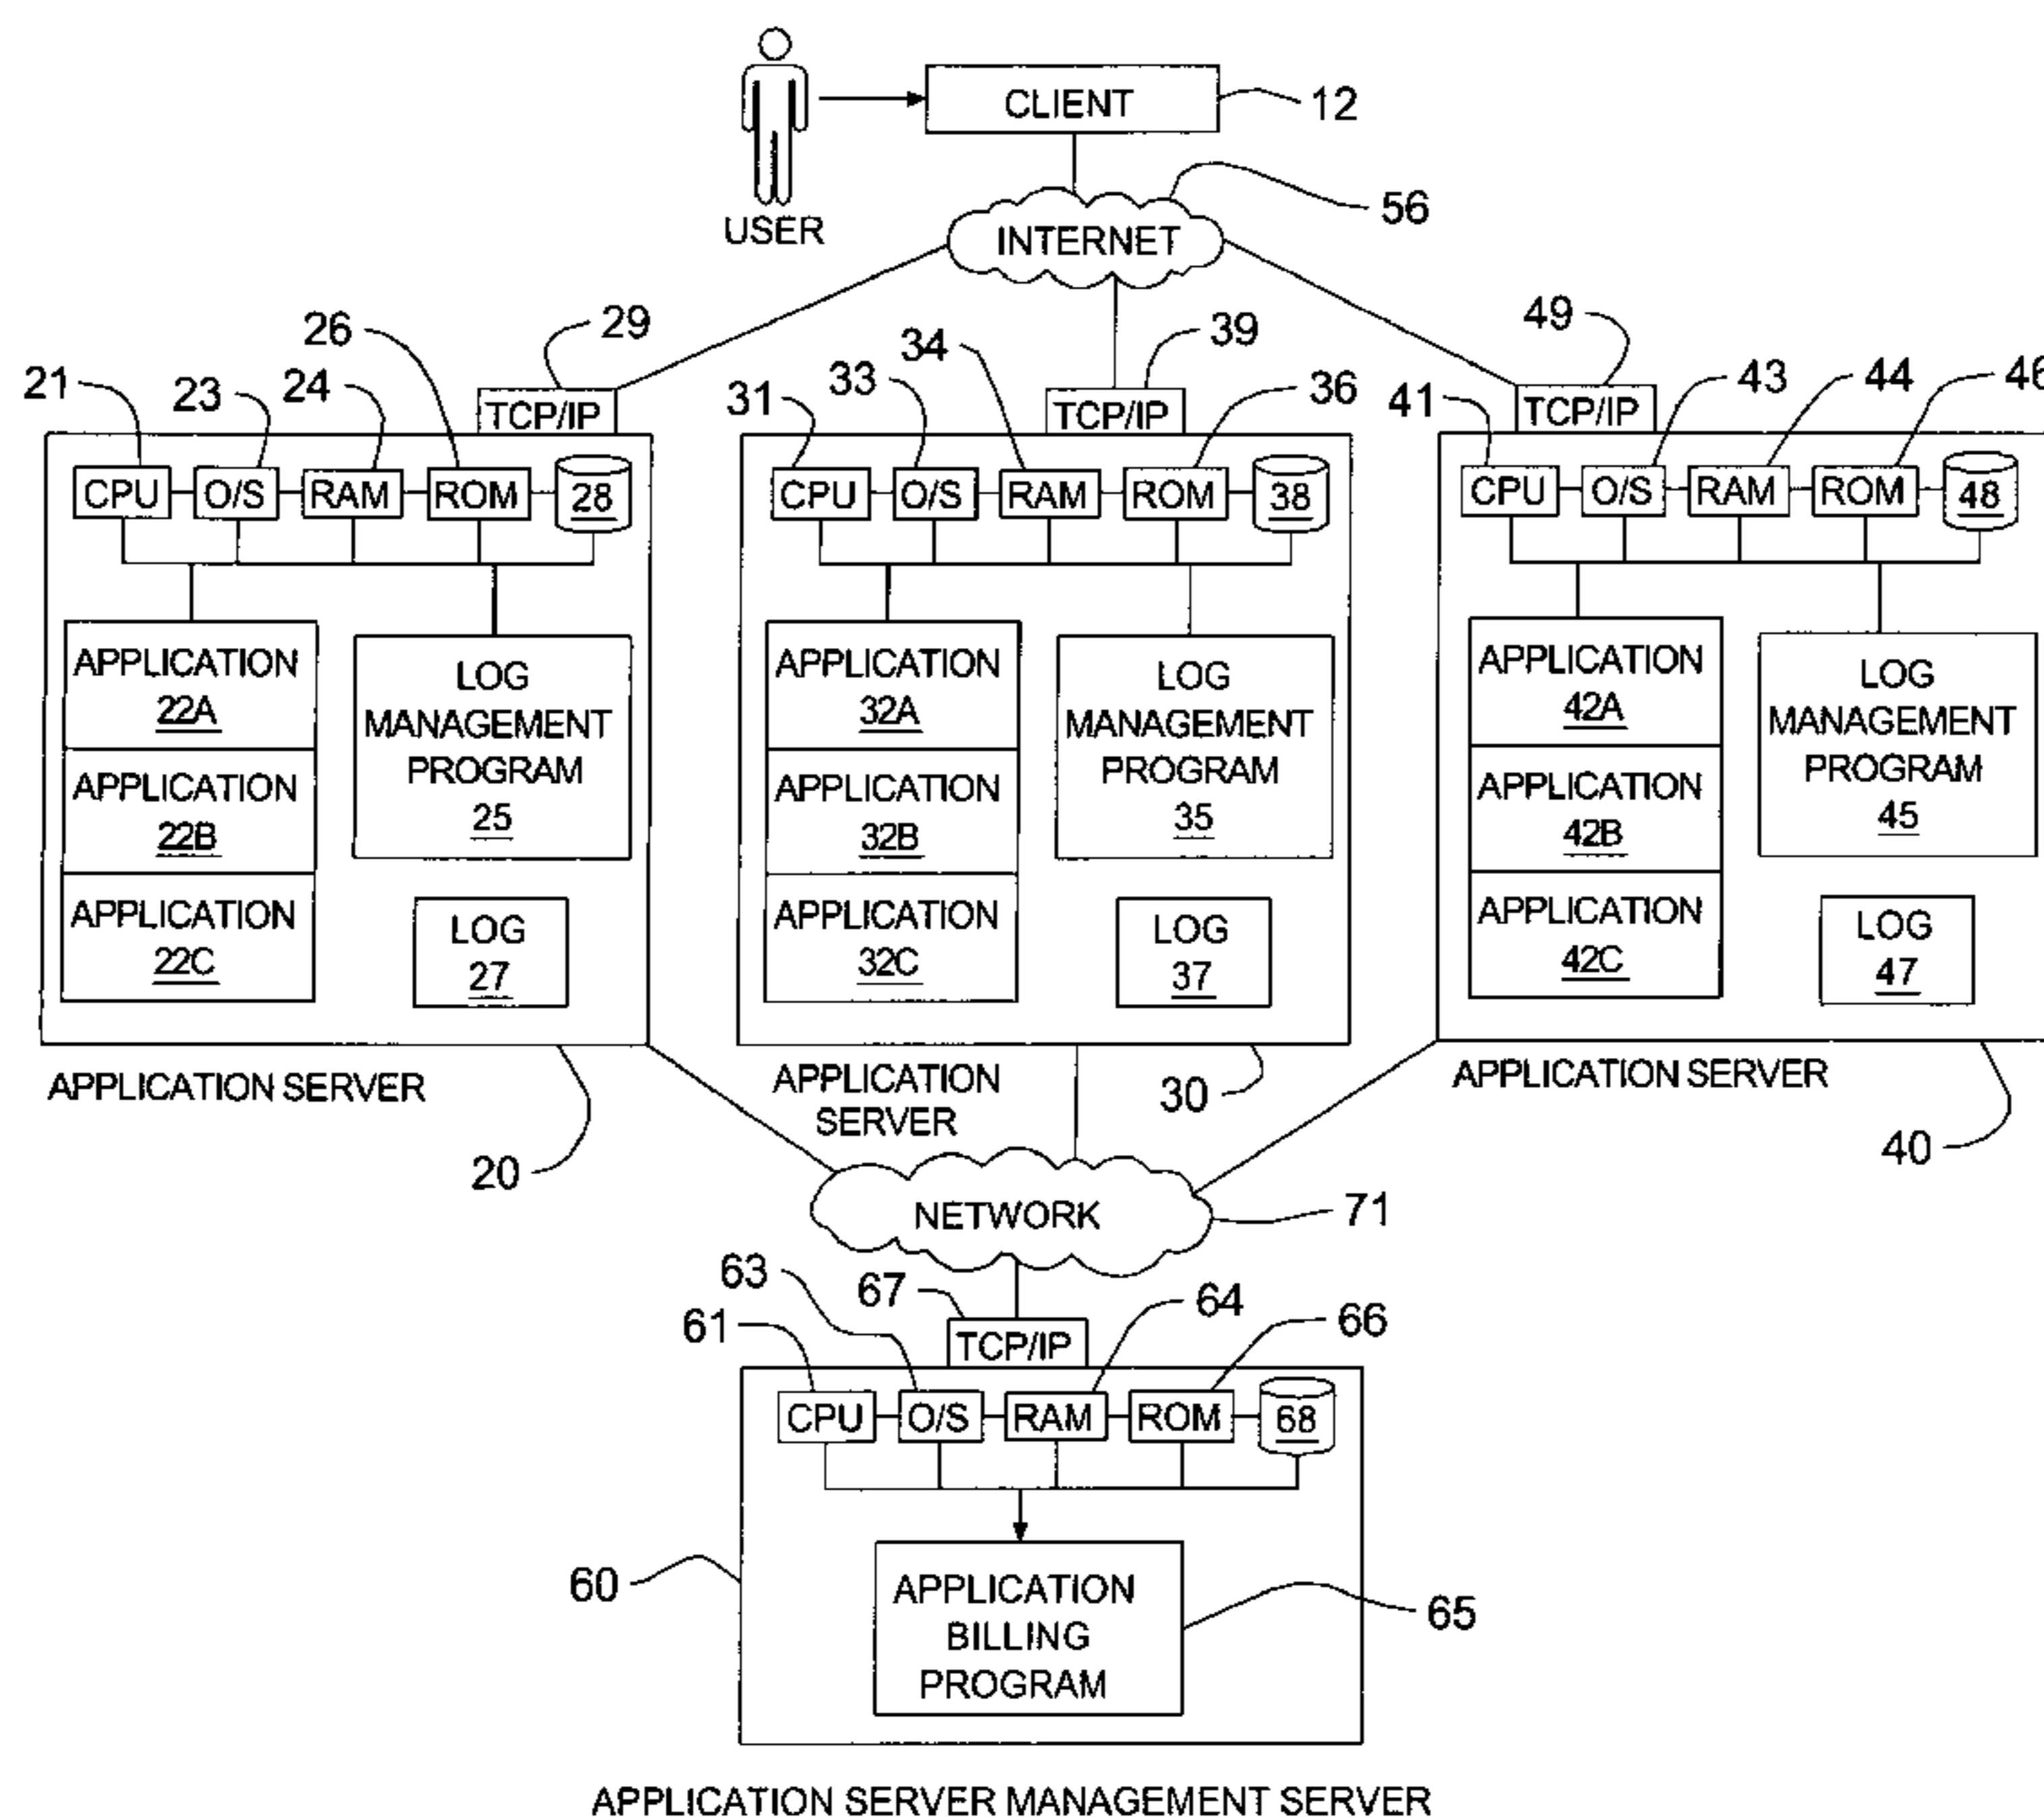 CLIENT
12
USER
INTERNET
56
29
26
24
23
21
TCP/IP
CPU
O/S
RAM
ROM
28
APPLICATION
22A
APPLICATION
22B
APPLICATION
22C
LOG
MANAGEMENT
PROGRAM
25
LOG
27
APPLICATION SERVER
20
39
34
33
31
36
TCP/IP
CPU
O/S
RAM
ROM
38
APPLICATION
32A
APPLICATION
32B
APPLICATION
32C
LOG
MANAGEMENT
PROGRAM
35
LOG
37
APPLICATION
SERVER
30
49
41
43
44
46
TCP/IP
CPU
O/S
RAM
ROM
48
APPLICATION
42A
APPLICATION
42B
APPLICATION
42C
LOG
MANAGEMENT
PROGRAM
45
LOG
47
APPLICATION SERVER
40
NETWORK
71
63
67
64
61
66
TCP/IP
CPU
O/S
RAM
ROM
68
60
APPLICATION
BILLING
PROGRAM
65
APPLICATION SERVER MANAGEMENT SERVER